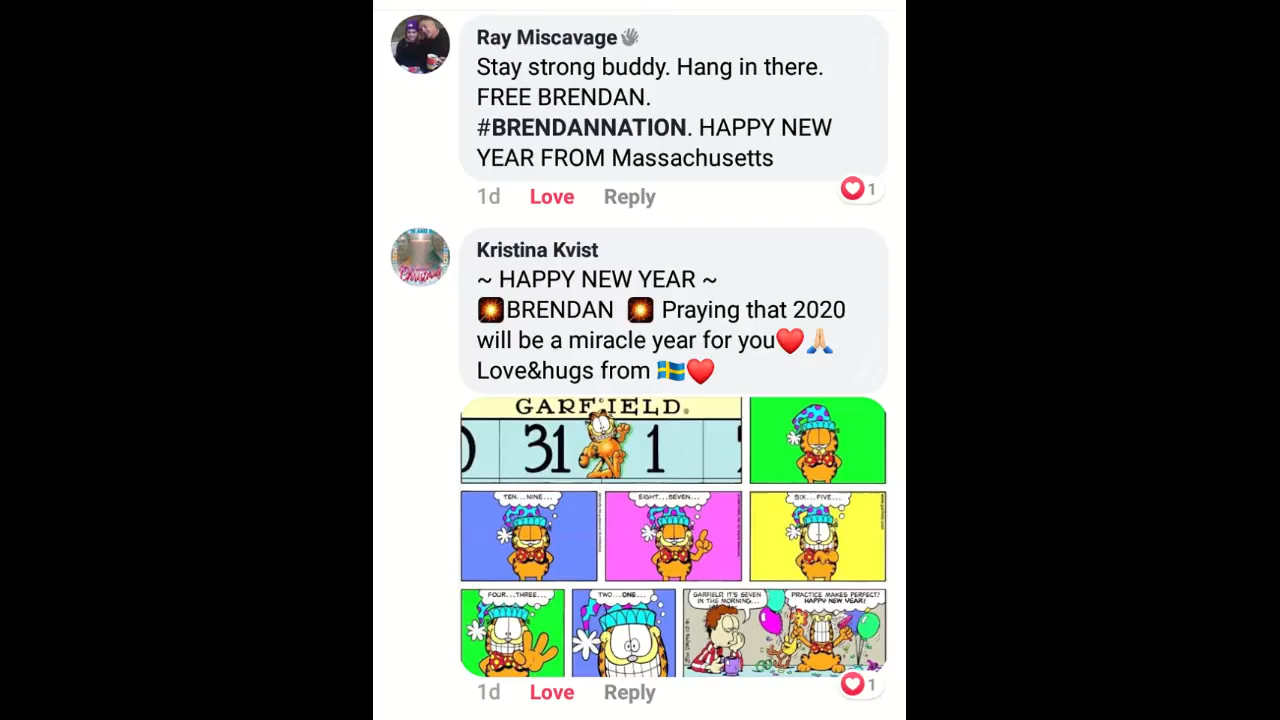 Ray Miscavage
Stay strong buddy. Hang in there.
FREE BRENDAN.
#BRENDANNATION. HAPPY NEW
YEAR FROM Massachusetts
1d Love Reply 1
Kristina Kvist
~ HAPPY NEW YEAR ~
💥BRENDAN 💥 Praying that 2020
will be a miracle year for you❤️🙏🏻
Love&hugs from 🇸🇪❤️
GARFIELD
31 1
TEN...NINE...
EIGHT...SEVEN...
SIX...FIVE...
FOUR...THREE...
TWO...ONE...
GARFIELD, IT'S SEVEN
IN THE MORNING...
PRACTICE MAKES PERFECT!
HAPPY NEW YEAR!
1d Love Reply 1